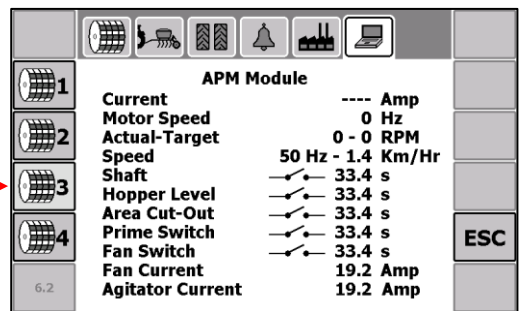 APM Module
1
Current ---- Amp
Motor Speed 0 Hz
2
Actual-Target 0 - 0 RPM
Speed 50 Hz - 1.4 Km/Hr
Shaft 33.4 s
3
Hopper Level 33.4 s
Area Cut-Out 33.4 s
4
Prime Switch 33.4 s
ESC
Fan Switch 33.4 s
Fan Current 19.2 Amp
6.2
Agitator Current 19.2 Amp